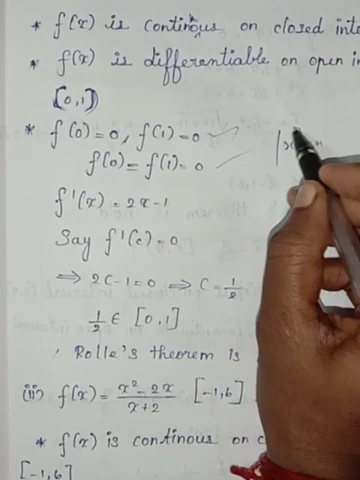 * f(x) is continous on closed inte
* f(x) is differentiable on open in
[0,1]
* f(0)=0, f(1)=0
f(0)=f(1)=0
f'(x)=2x-1
Say f'(c)=0
⇒ 2c-1=0 ⇒ c=1/2
1/2 ∈ [0,1]
∴ Rolle's theorem is
(ii) f(x)= (x²-2x)/(x+2) [-1,6]
* f(x) is continous on c
[-1,6]